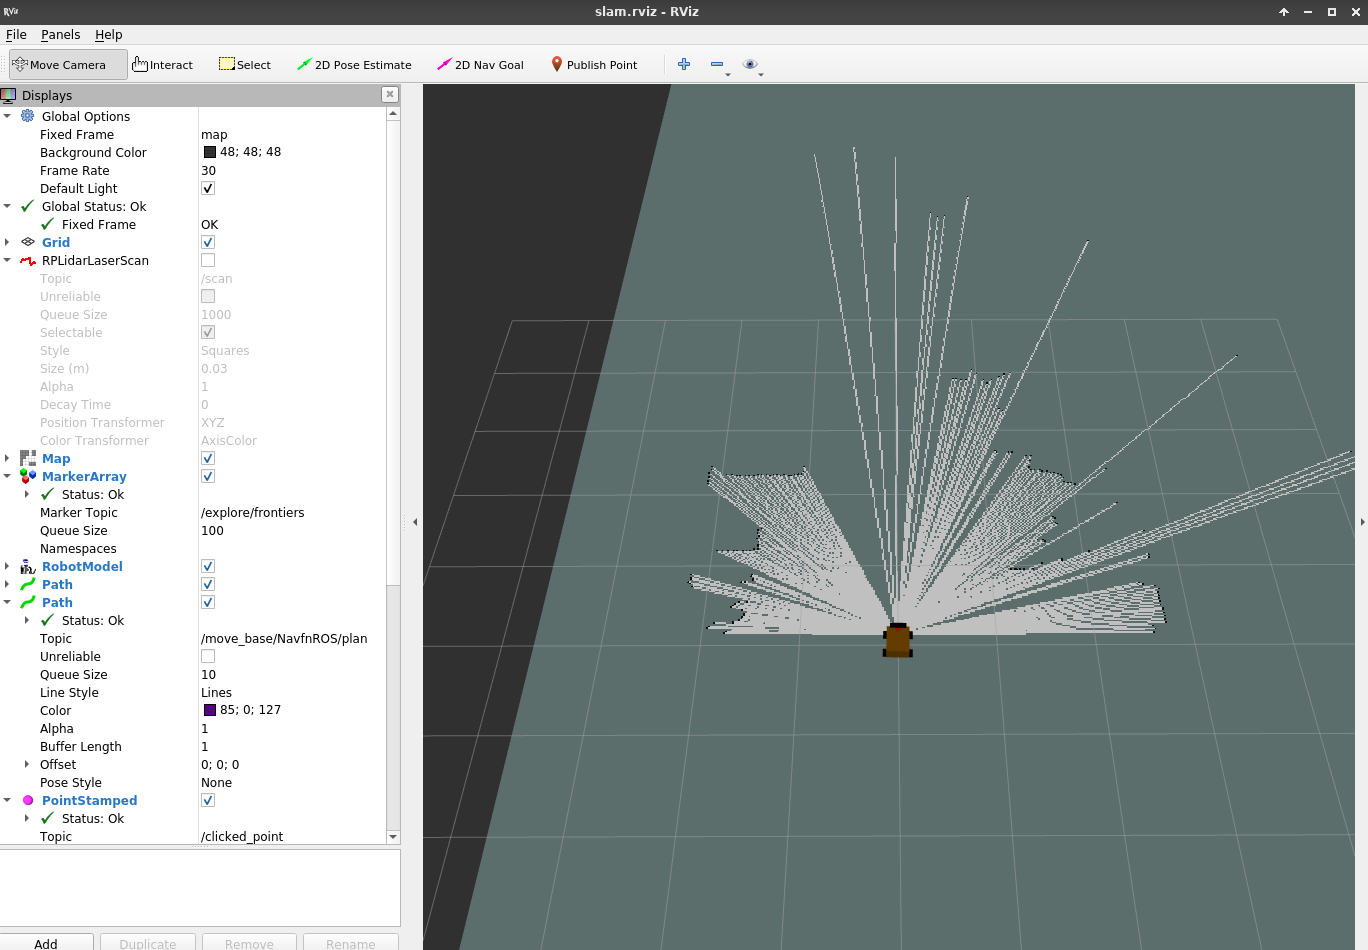 RViz
slam.rviz - RViz
File Panels Help
Move Camera Interact Select 2D Pose Estimate 2D Nav Goal Publish Point
Displays
Global Options
Fixed Frame map
Background Color 48; 48; 48
Frame Rate 30
Default Light
Global Status: Ok
Fixed Frame OK
Grid
RPLidarLaserScan
Topic /scan
Unreliable
Queue Size 1000
Selectable
Style Squares
Size (m) 0.03
Alpha 1
Decay Time 0
Position Transformer XYZ
Color Transformer AxisColor
Map
MarkerArray
Status: Ok
Marker Topic /explore/frontiers
Queue Size 100
Namespaces
RobotModel
Path
Path
Status: Ok
Topic /move_base/NavfnROS/plan
Unreliable
Queue Size 10
Line Style Lines
Color 85; 0; 127
Alpha 1
Buffer Length 1
Offset 0; 0; 0
Pose Style None
PointStamped
Status: Ok
Topic /clicked_point
Add Duplicate Remove Rename